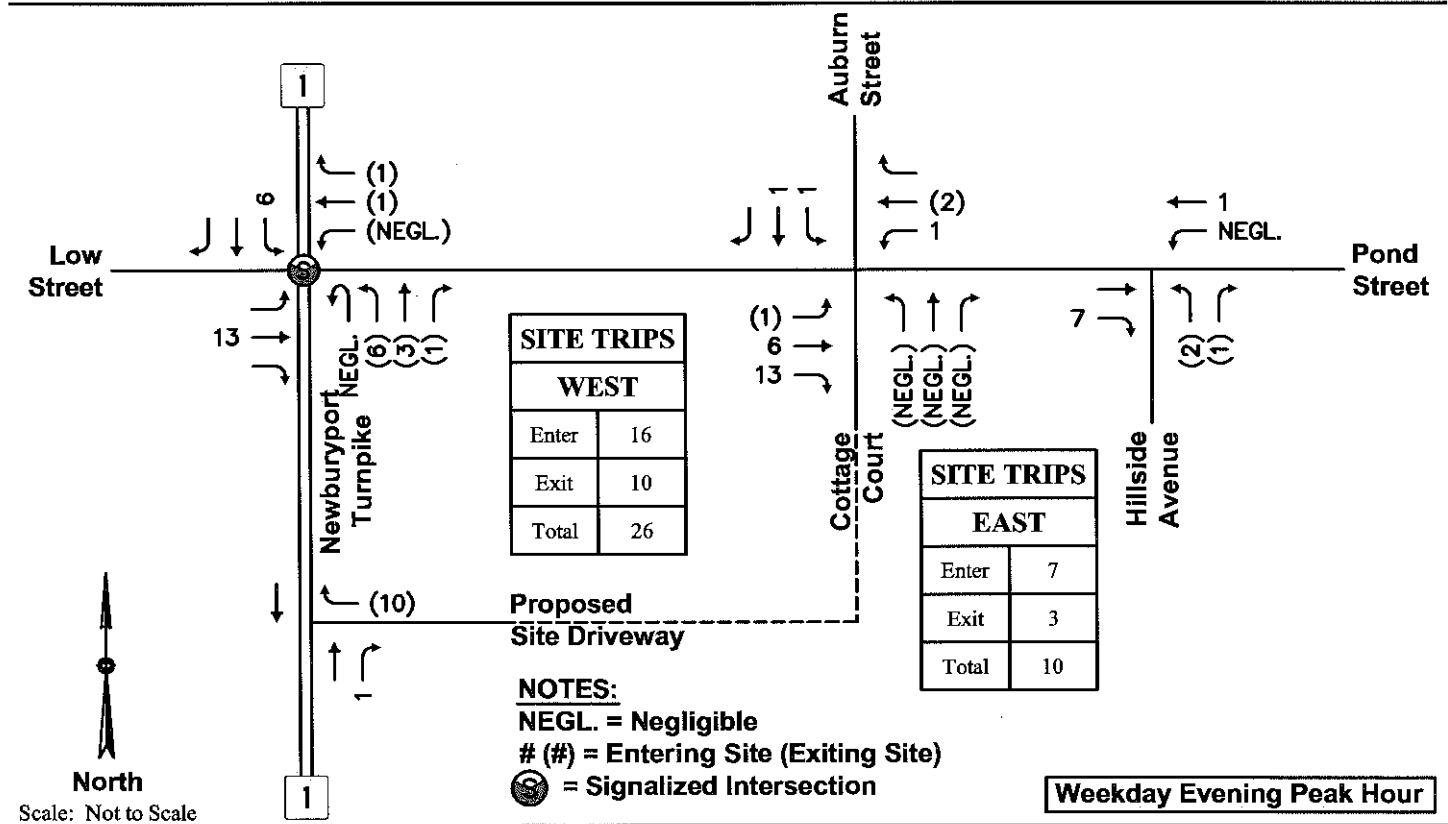 1
Auburn
Street
6
(1)
(1)
(NEGL.)
1 1
(2)
1
1
NEGL.
Low
Street
S
Pond
Street
13
NEGL.
(6)
(3)
(1)
(1)
6
13
(NEGL.)
(NEGL.)
(NEGL.)
7
(2)
(1)
Newburyport
Turnpike
SITE TRIPS
WEST
Enter 16
Exit 10
Total 26
Cottage
Court
SITE TRIPS
EAST
Enter 7
Exit 3
Total 10
Hillside
Avenue
(10)
Proposed
Site Driveway
1
NOTES:
NEGL. = Negligible
# (#) = Entering Site (Exiting Site)
S = Signalized Intersection
North
Scale: Not to Scale
1
Weekday Evening Peak Hour